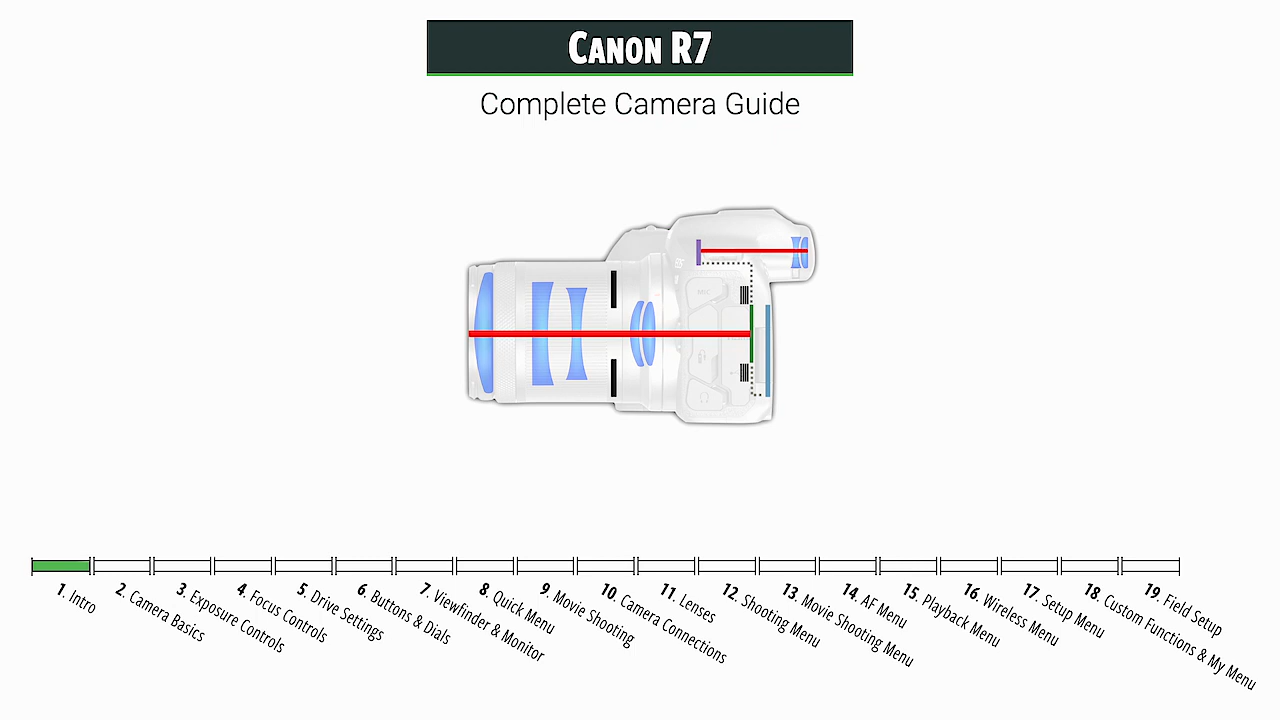 CANON R7
Complete Camera Guide
1. Intro
2. Camera Basics
3. Exposure Controls
4. Focus Controls
5. Drive Settings
6. Buttons & Dials
7. Viewfinder & Monitor
8. Quick Menu
9. Movie Shooting
10. Camera Connections
11. Lenses
12. Shooting Menu
13. Movie Shooting Menu
14. AF Menu
15. Playback Menu
16. Wireless Menu
17. Setup Menu
18. Custom Functions & My Menu
19. Field Setup